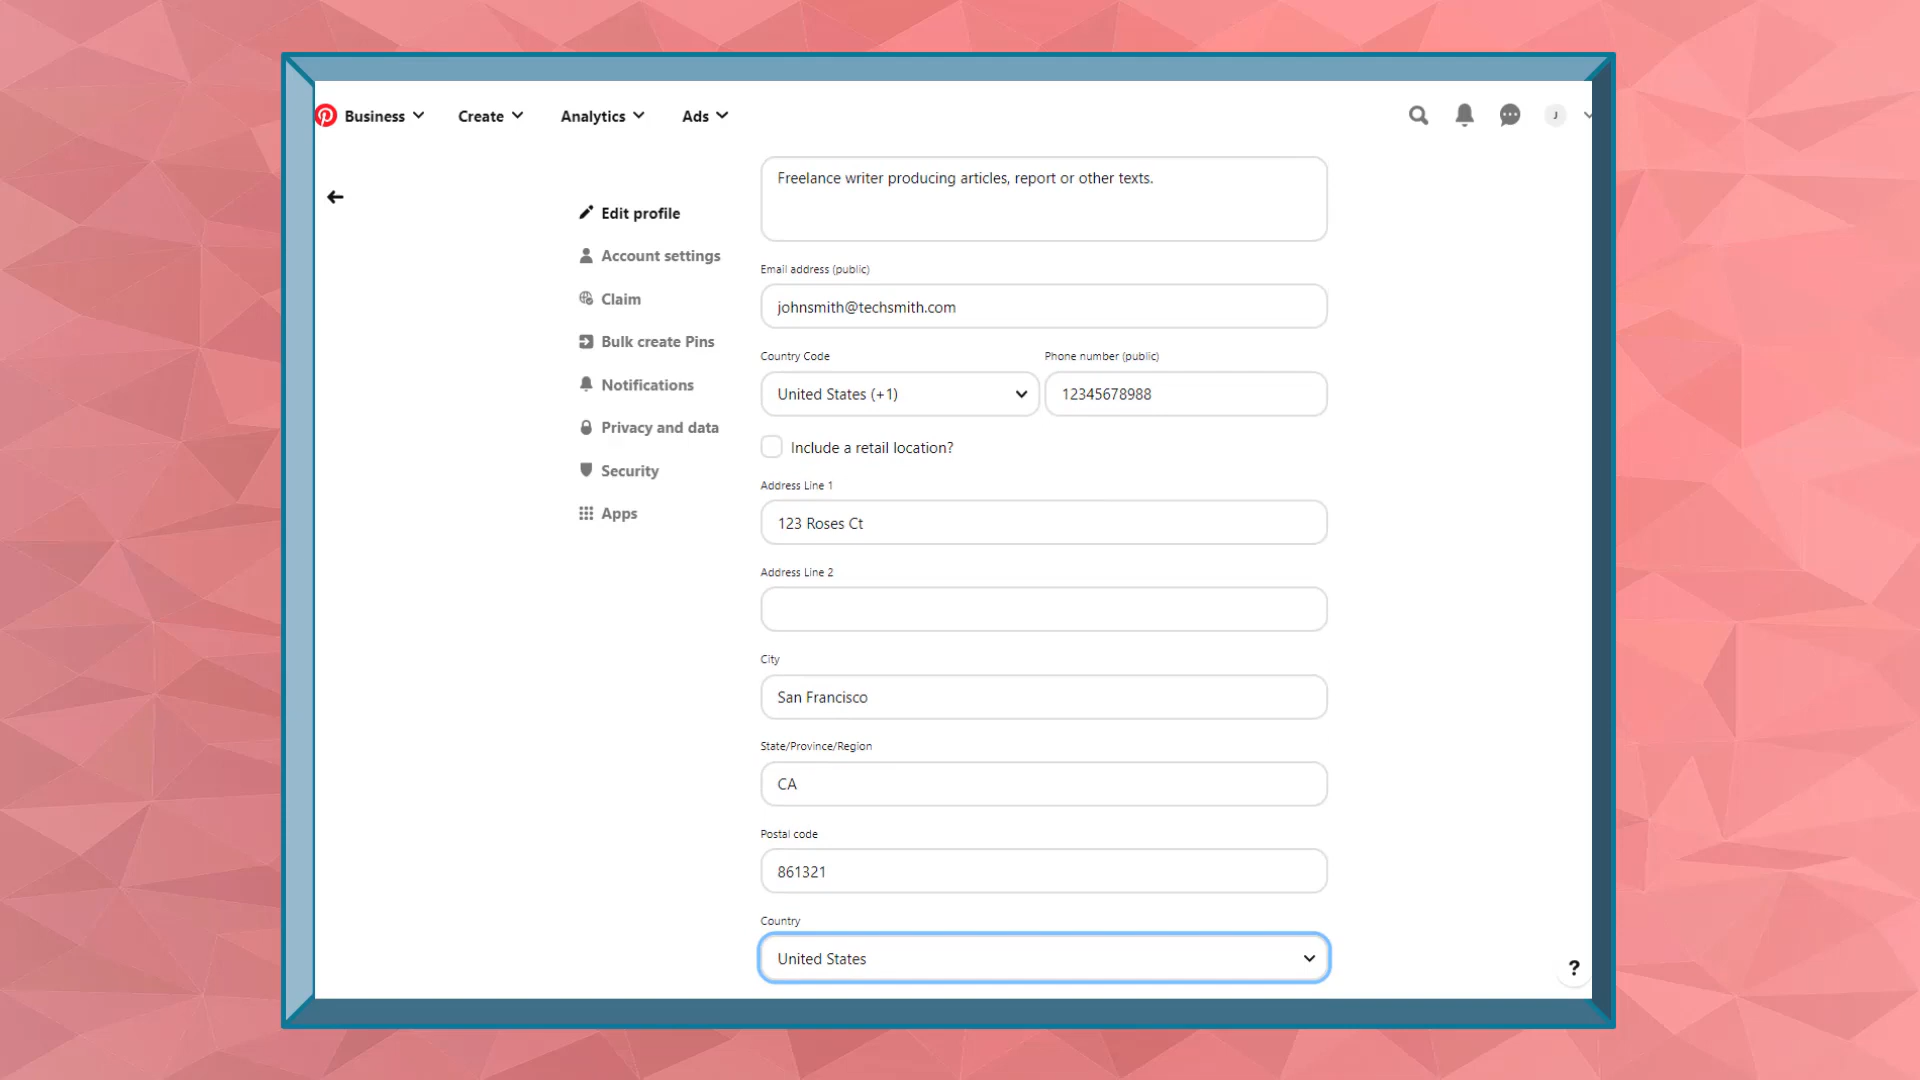 Business
Create
Analytics
Ads
J
Edit profile
Account settings
Claim
Bulk create Pins
Notifications
Privacy and data
Security
Apps
Freelance writer producing articles, report or other texts.
Email address (public)
johnsmith@techsmith.com
Country Code
Phone number (public)
United States (+1)
12345678988
Include a retail location?
Address Line 1
123 Roses Ct
Address Line 2
City
San Francisco
State/Province/Region
CA
Postal code
861321
Country
United States
?